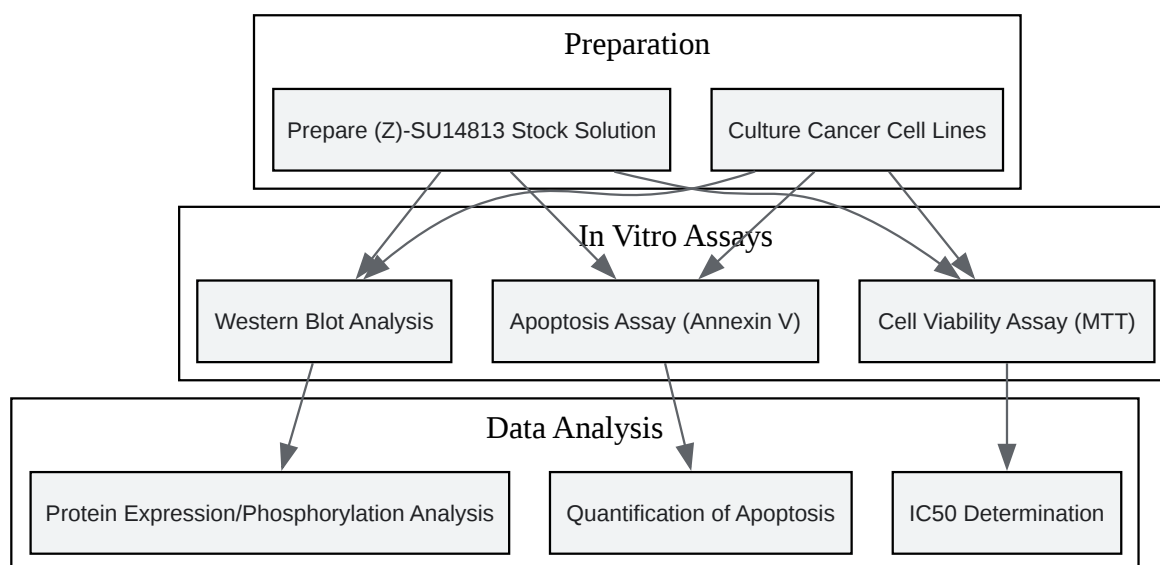 Preparation
Prepare (Z)-SU14813 Stock Solution
Culture Cancer Cell Lines
In Vitro Assays
Western Blot Analysis
Apoptosis Assay (Annexin V)
Cell Viability Assay (MTT)
Data Analysis
Protein Expression/Phosphorylation Analysis
Quantification of Apoptosis
IC50 Determination